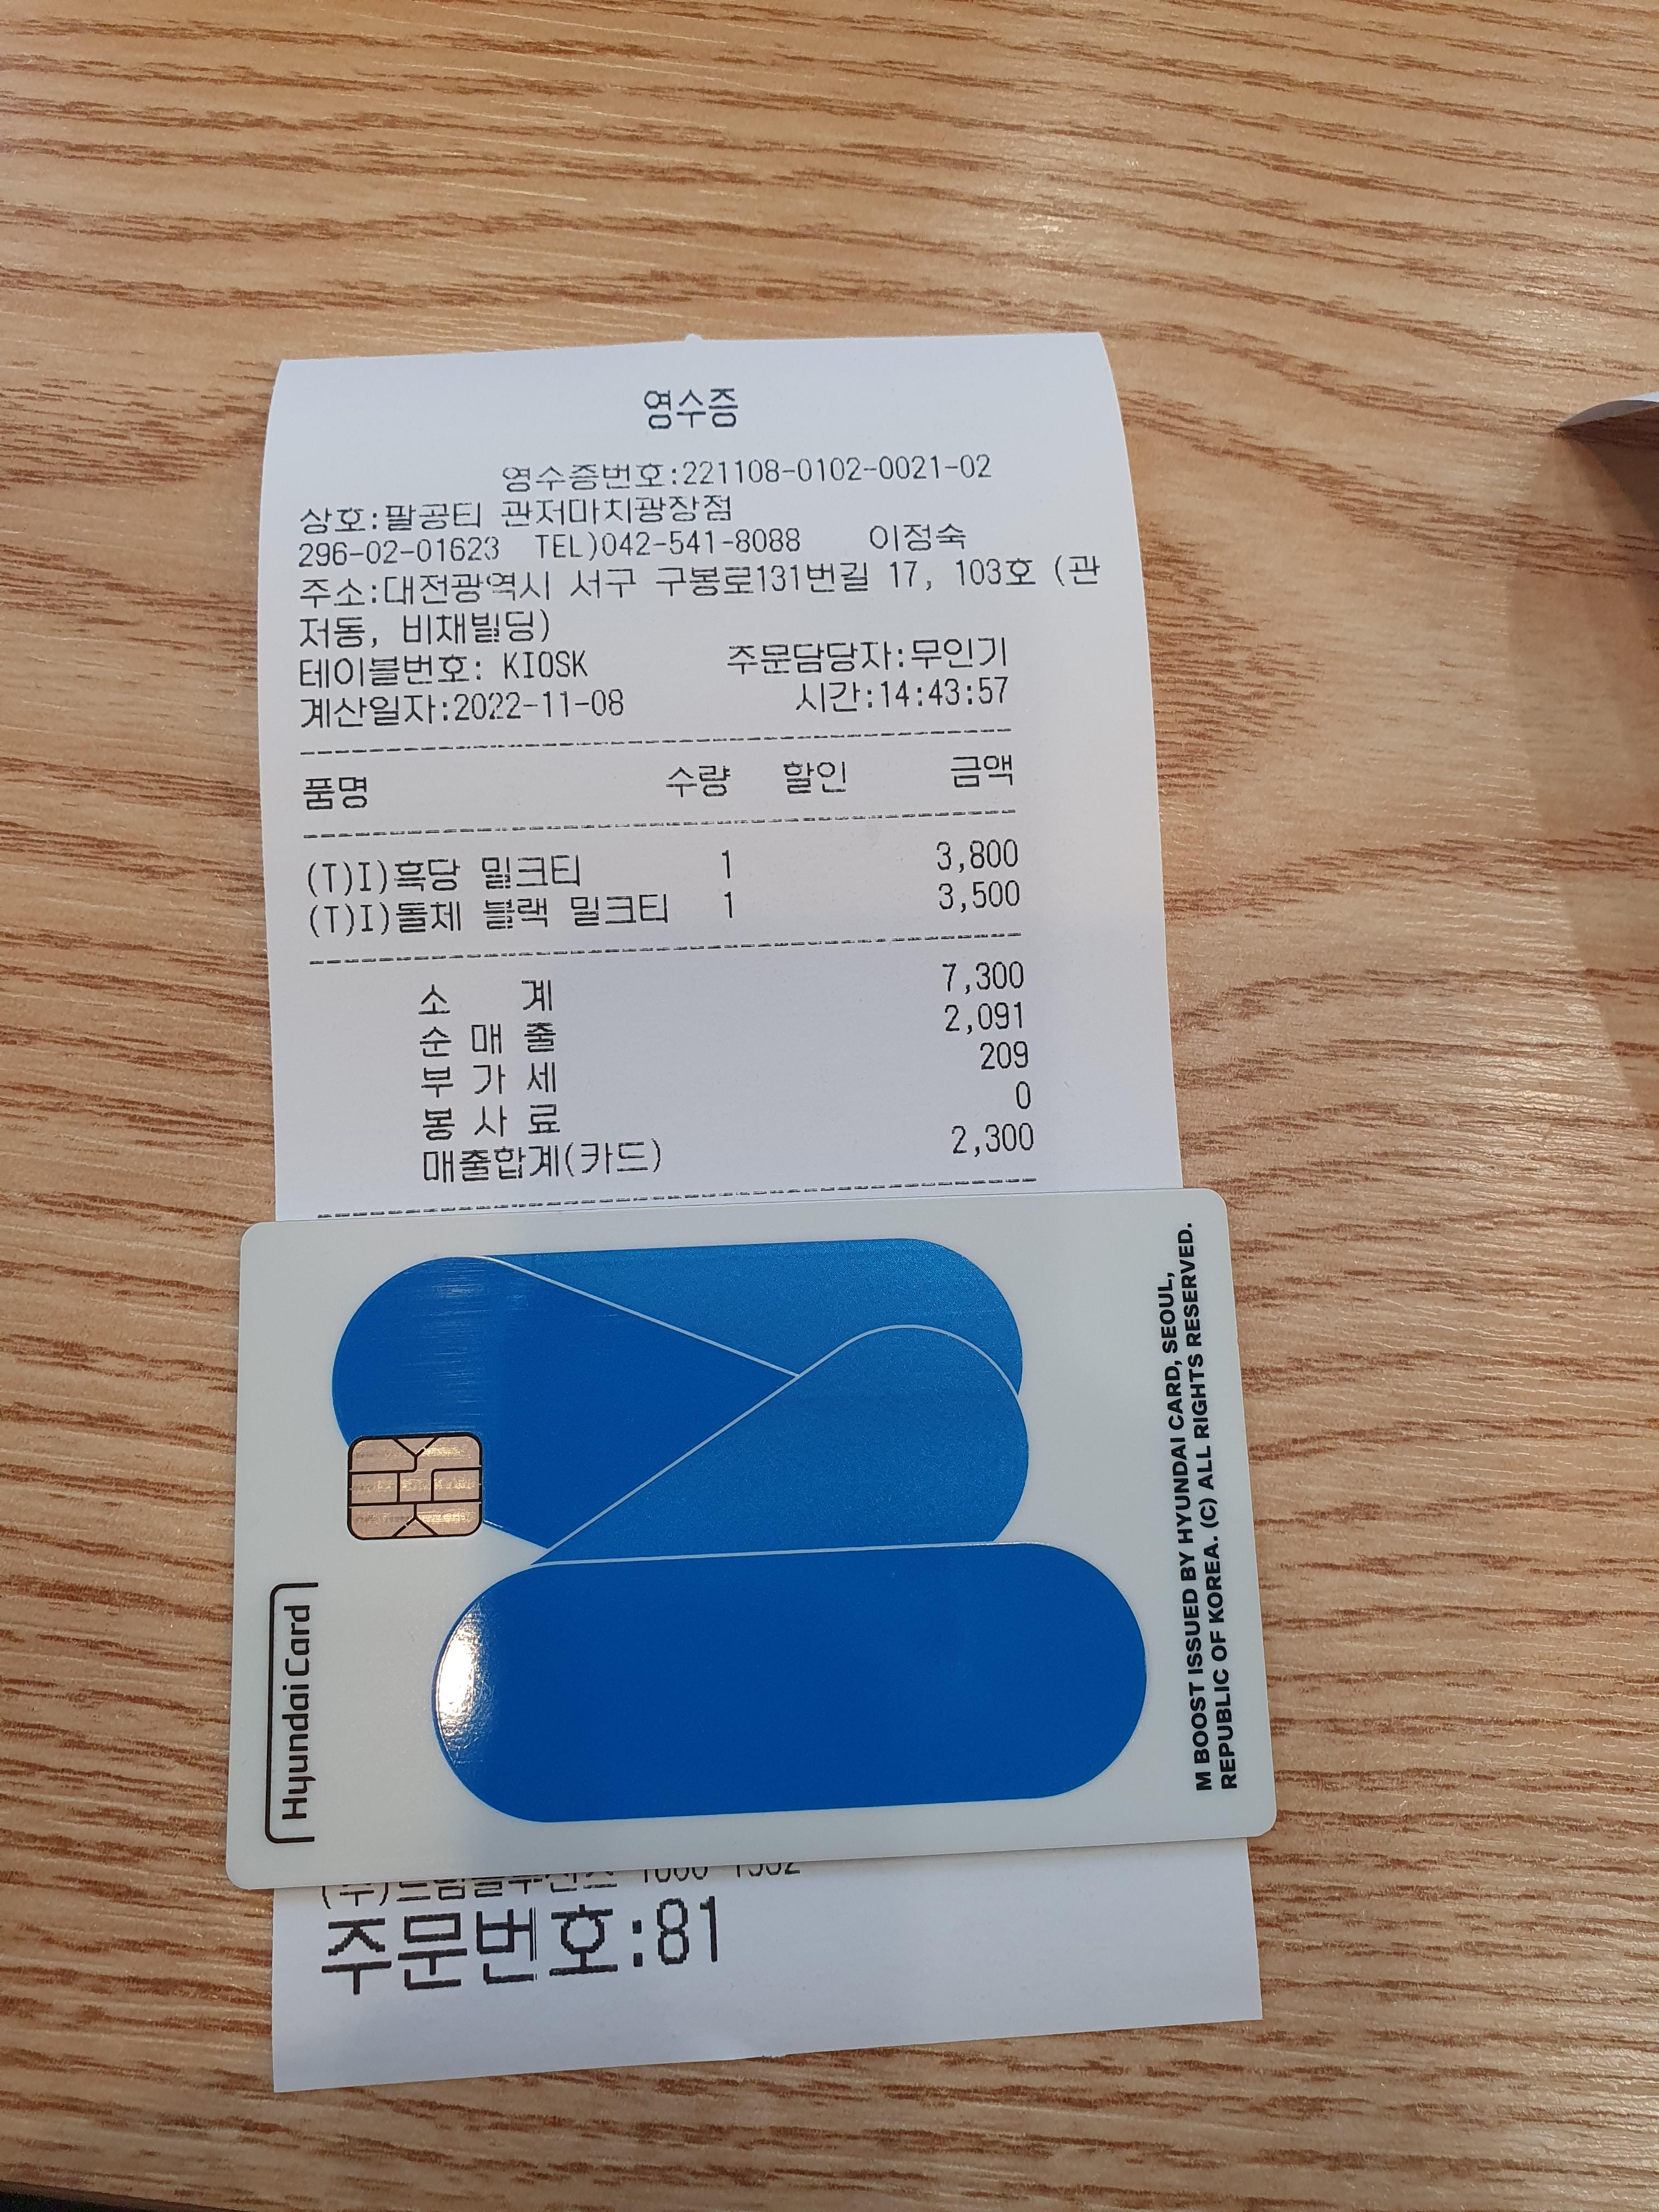 영수증
영수증번호:221108-0102-0021-02
상호:팔공티 관저마치광장점
296-02-01623 TEL)042-541-8088 이정숙
주소:대전광역시 서구 구봉로131번길 17, 103호 (관
저동, 비채빌딩)
테이블번호: KIOSK 주문담당자:무인기
계산일자:2022-11-08 시간:14:43:57
품명 수량 할인 금액
(T)I)흑당 밀크티 1 3,800
(T)I)돌체 블랙 밀크티 1 3,500
소 계 7,300
순 매 출 2,091
부 가 세 209
봉 사 료 0
매출합계(카드) 2,300
Hyundai Card
M BOOST ISSUED BY HYUNDAI CARD, SEOUL,
REPUBLIC OF KOREA. (C) ALL RIGHTS RESERVED.
주문번호:81